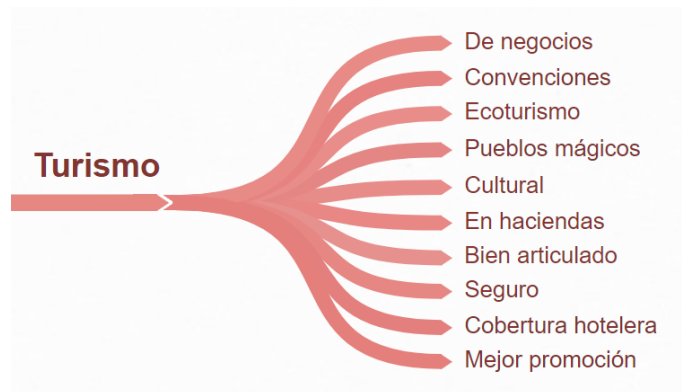 Turismo
De negocios
Convenciones
Ecoturismo
Pueblos mágicos
Cultural
En haciendas
Bien articulado
Seguro
Cobertura hotelera
Mejor promoción